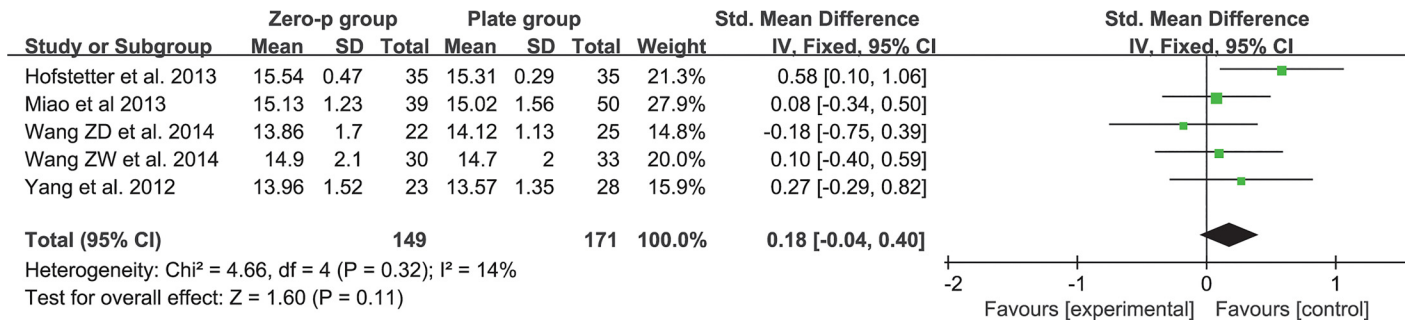 Zero-p group Plate group Std. Mean Difference Std. Mean Difference
Study or Subgroup Mean SD Total Mean SD Total Weight IV, Fixed, 95% CI IV, Fixed, 95% CI
Hofstetter et al. 2013 15.54 0.47 35 15.31 0.29 35 21.3% 0.58 [0.10, 1.06]
Miao et al 2013 15.13 1.23 39 15.02 1.56 50 27.9% 0.08 [-0.34, 0.50]
Wang ZD et al. 2014 13.86 1.7 22 14.12 1.13 25 14.8% -0.18 [-0.75, 0.39]
Wang ZW et al. 2014 14.9 2.1 30 14.7 2 33 20.0% 0.10 [-0.40, 0.59]
Yang et al. 2012 13.96 1.52 23 13.57 1.35 28 15.9% 0.27 [-0.29, 0.82]
Total (95% CI) 149 171 100.0% 0.18 [-0.04, 0.40]
Heterogeneity: Chi² = 4.66, df = 4 (P = 0.32); I² = 14%
Test for overall effect: Z = 1.60 (P = 0.11)
-2 -1 0 1
Favours [experimental] Favours [control]